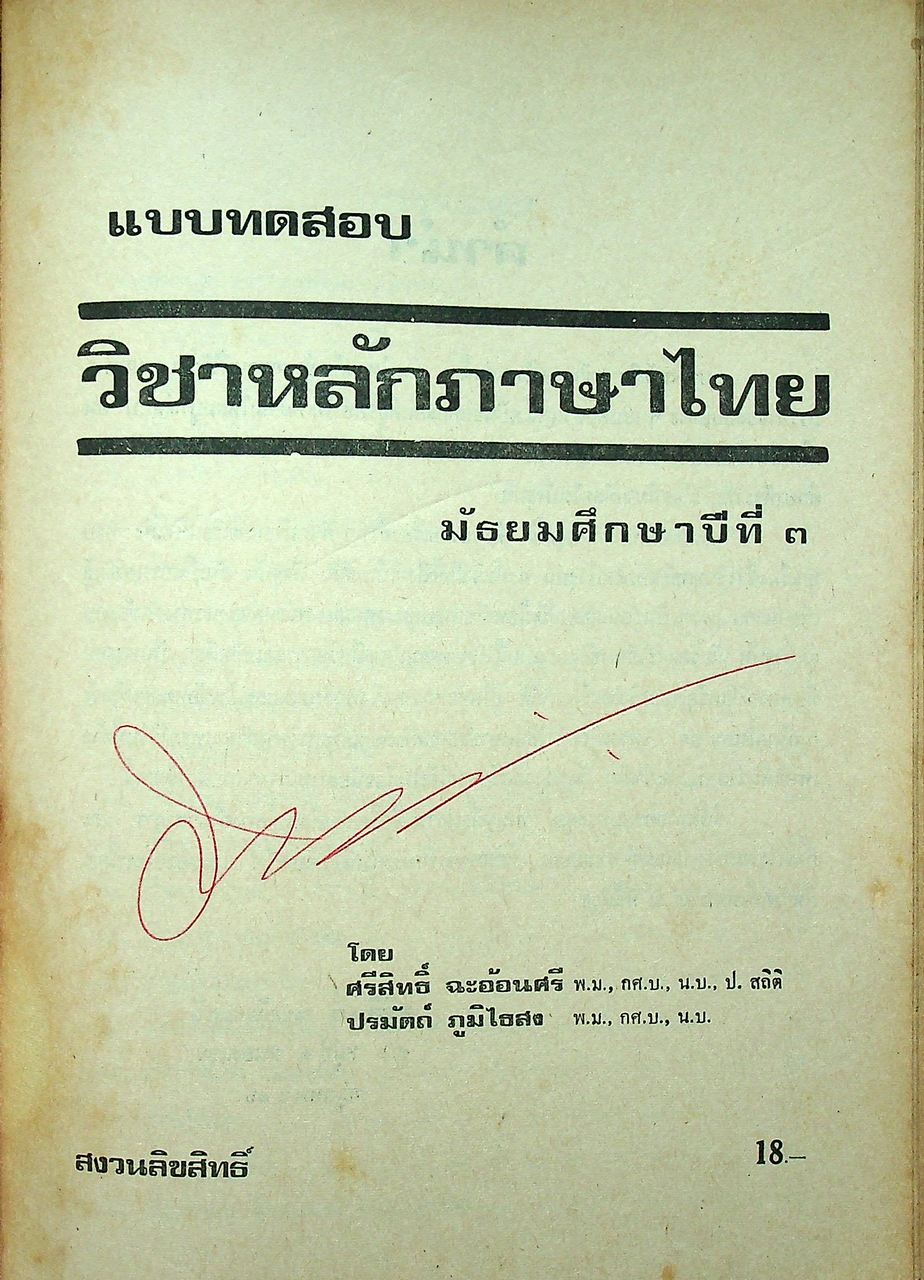 แบบทดสอบ
วิชาหลักภาษาไทย
มัธยมศึกษาปีที่ ๓
โดย
ศรีสิทธิ์ ฉะอ้อนศรี พ.ม., กศ.บ., น.บ., ป. สถิติ
ปรมัตถ์ ภูมิไธสง พ.ม., กศ.บ., น.บ.
สงวนลิขสิทธิ์
18.—